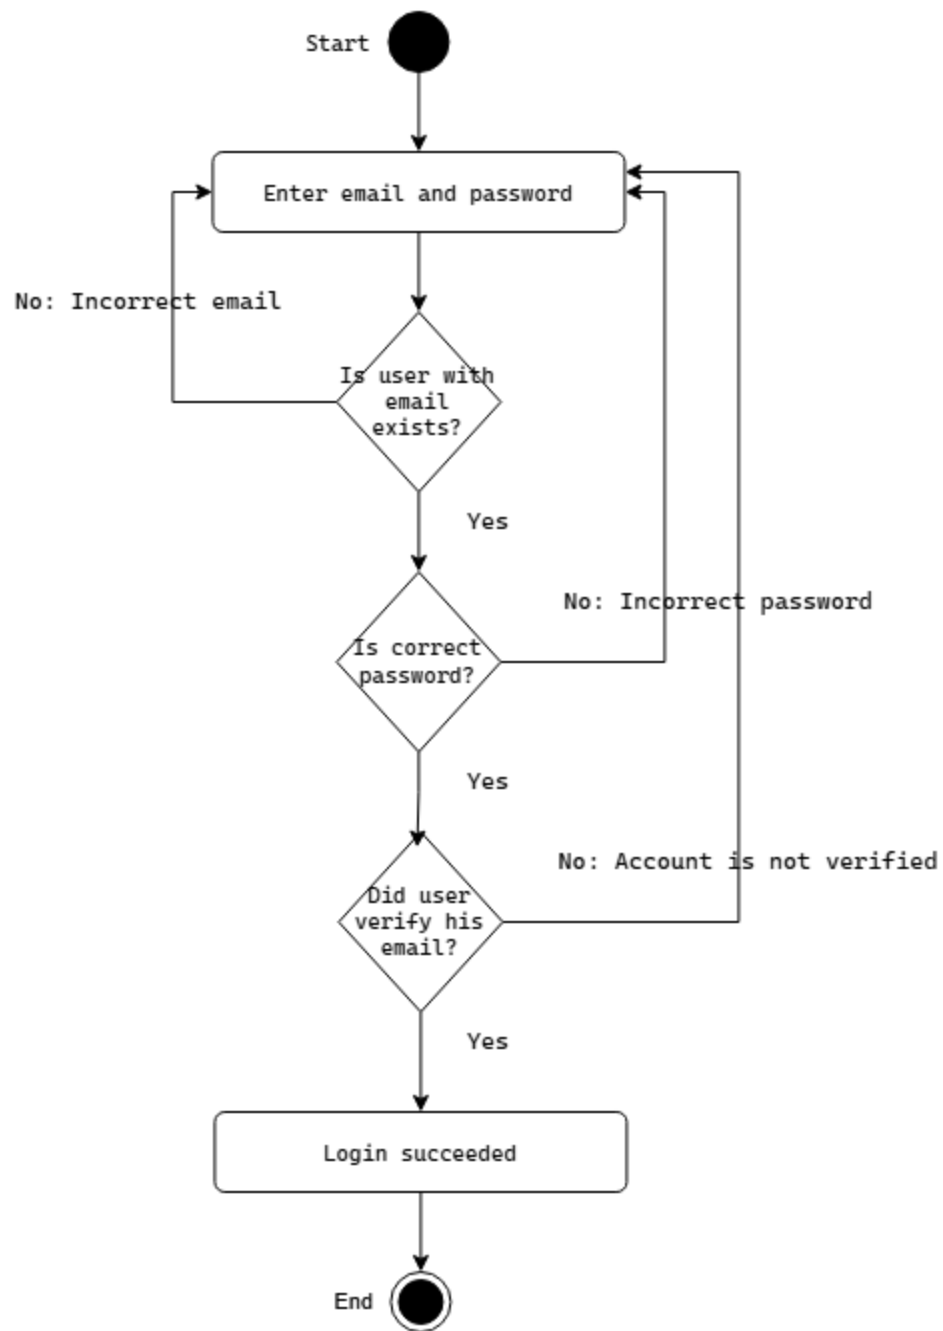 Start
Enter email and password
No: Incorrect email
Is user with
email
exists?
Yes
No: Incorrect password
Is correct
password?
Yes
No: Account is not verified
Did user
verify his
email?
Yes
Login succeeded
End